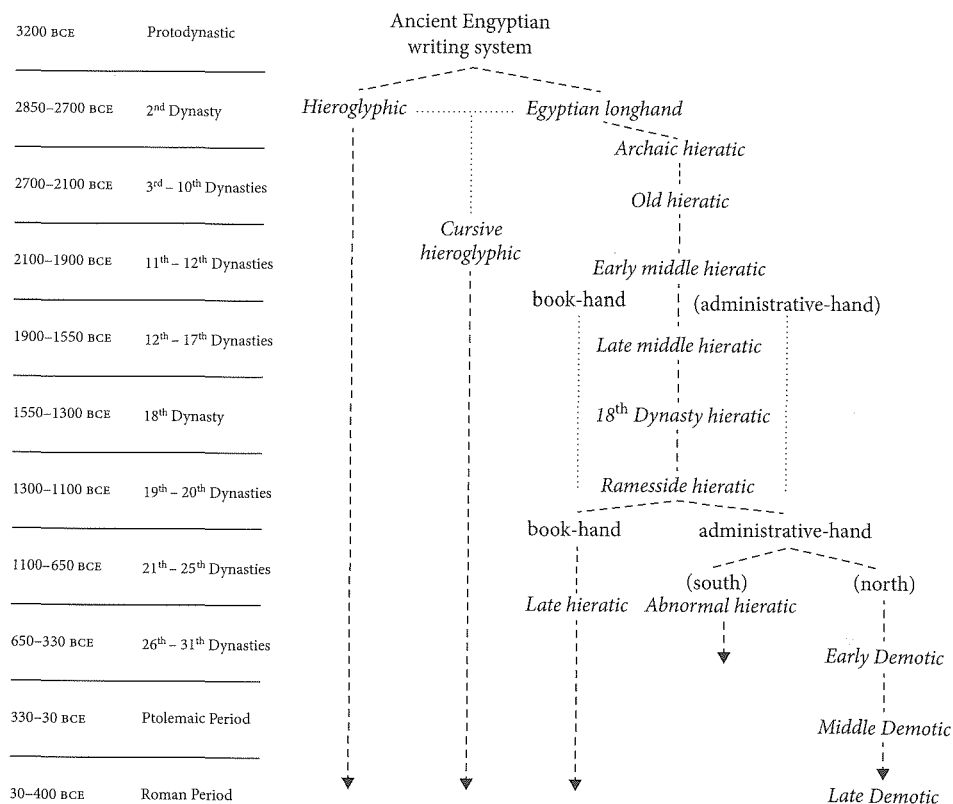 Ancient Engyptian
writing system
3200 BCE Protodynastic
2850–2700 BCE 2nd Dynasty
Hieroglyphic Egyptian longhand
Archaic hieratic
2700–2100 BCE 3rd – 10th Dynasties
Old hieratic
Cursive
hieroglyphic
2100–1900 BCE 11th – 12th Dynasties
Early middle hieratic
book-hand (administrative-hand)
1900–1550 BCE 12th – 17th Dynasties
Late middle hieratic
1550–1300 BCE 18th Dynasty
18th Dynasty hieratic
1300–1100 BCE 19th – 20th Dynasties
Ramesside hieratic
book-hand administrative-hand
1100–650 BCE 21th – 25th Dynasties
(south) (north)
Late hieratic Abnormal hieratic
650–330 BCE 26th – 31th Dynasties
Early Demotic
330–30 BCE Ptolemaic Period
Middle Demotic
30–400 BCE Roman Period
Late Demotic